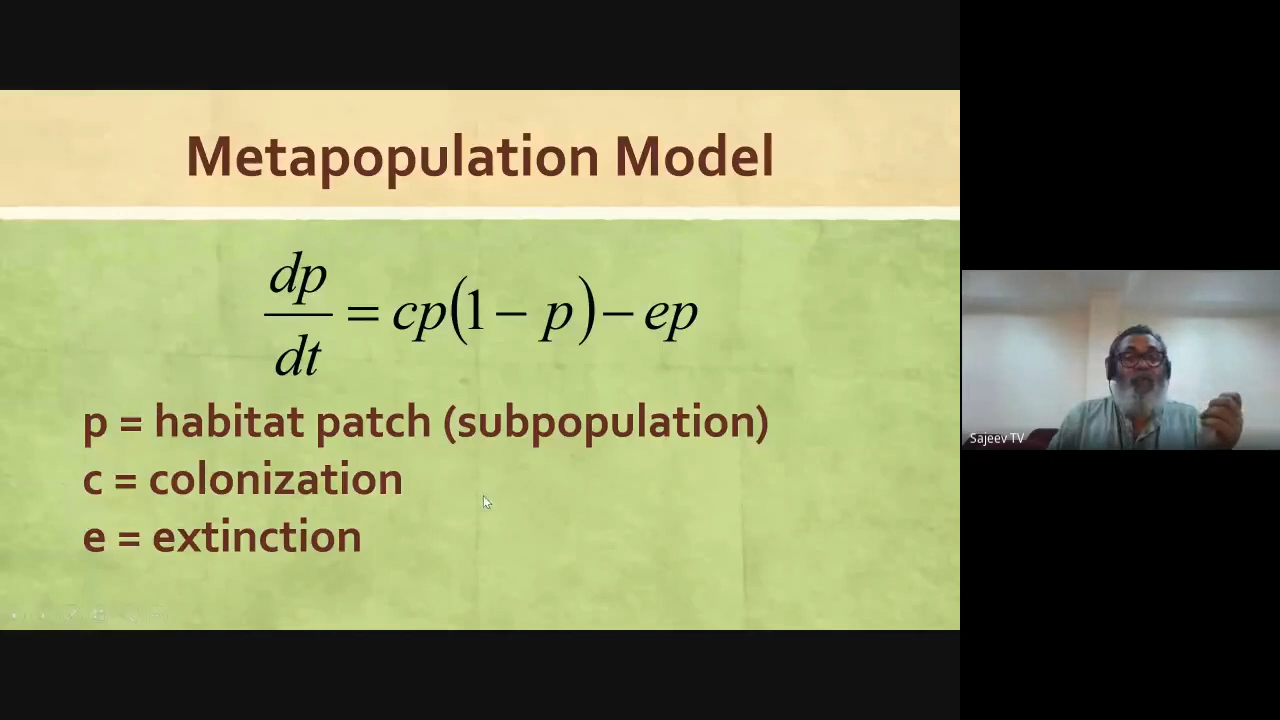 Metapopulation Model
dp/dt = cp(1 − p) − ep
p = habitat patch (subpopulation)
c = colonization
e = extinction
Sajeev TV